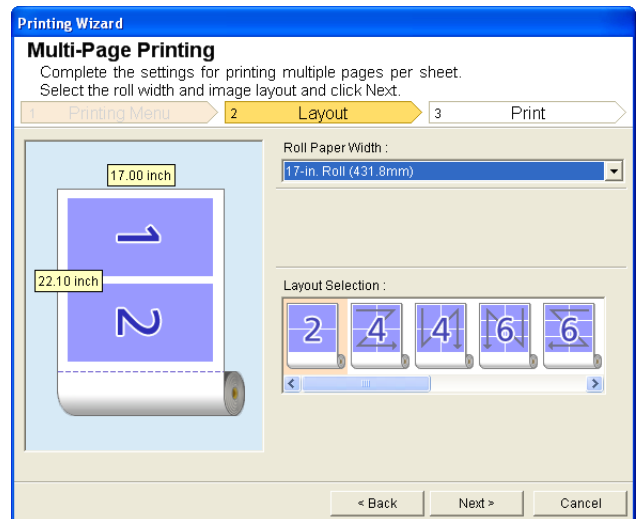 Printing Wizard
Multi-Page Printing
Complete the settings for printing multiple pages per sheet.
Select the roll width and image layout and click Next.
1 Printing Menu 2 Layout 3 Print
Roll Paper Width :
17-in. Roll (431.8mm)
17.00 inch
1
22.10 inch
2
Layout Selection :
2 4 4 6 6
< Back Next > Cancel